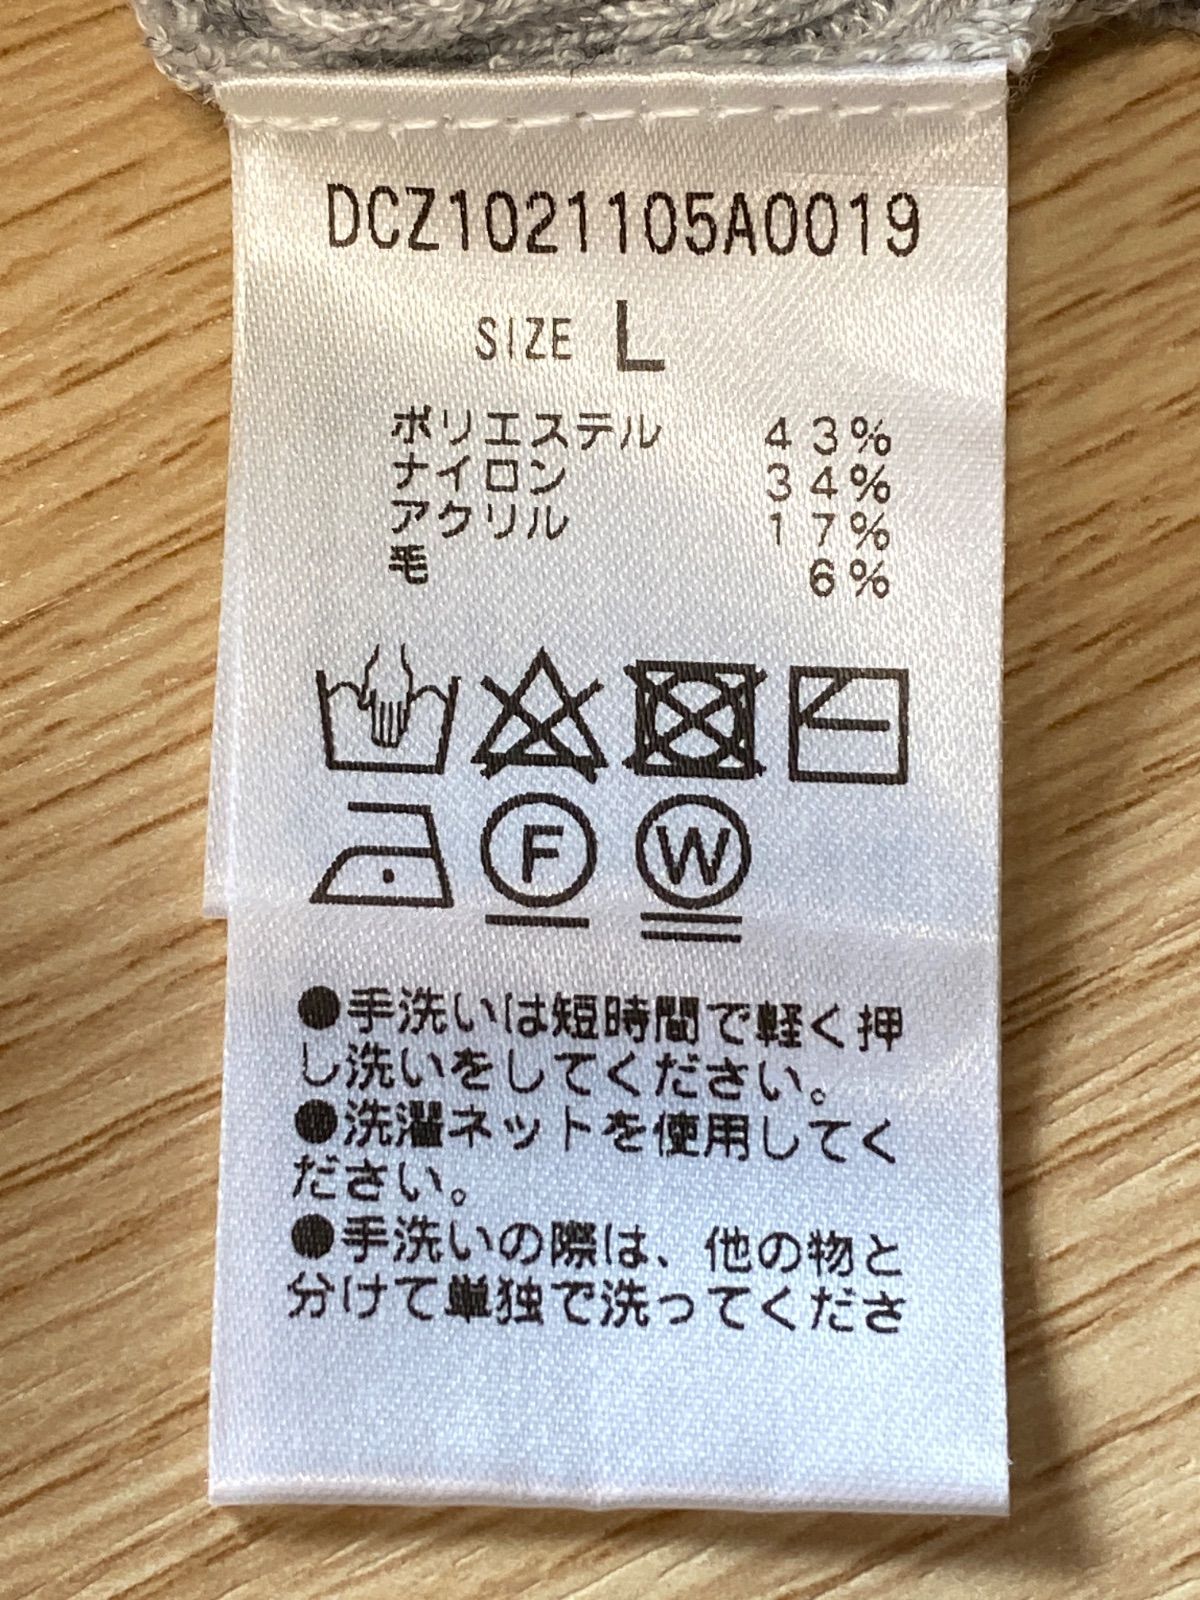 DCZ1021105A0019
SIZE L
ポリエステル 43%
ナイロン 34%
アクリル 17%
毛 6%
F W
●手洗いは短時間で軽く押
し洗いをしてください。
●洗濯ネットを使用してく
ださい。
●手洗いの際は、他の物と
分けて単独で洗ってくださ